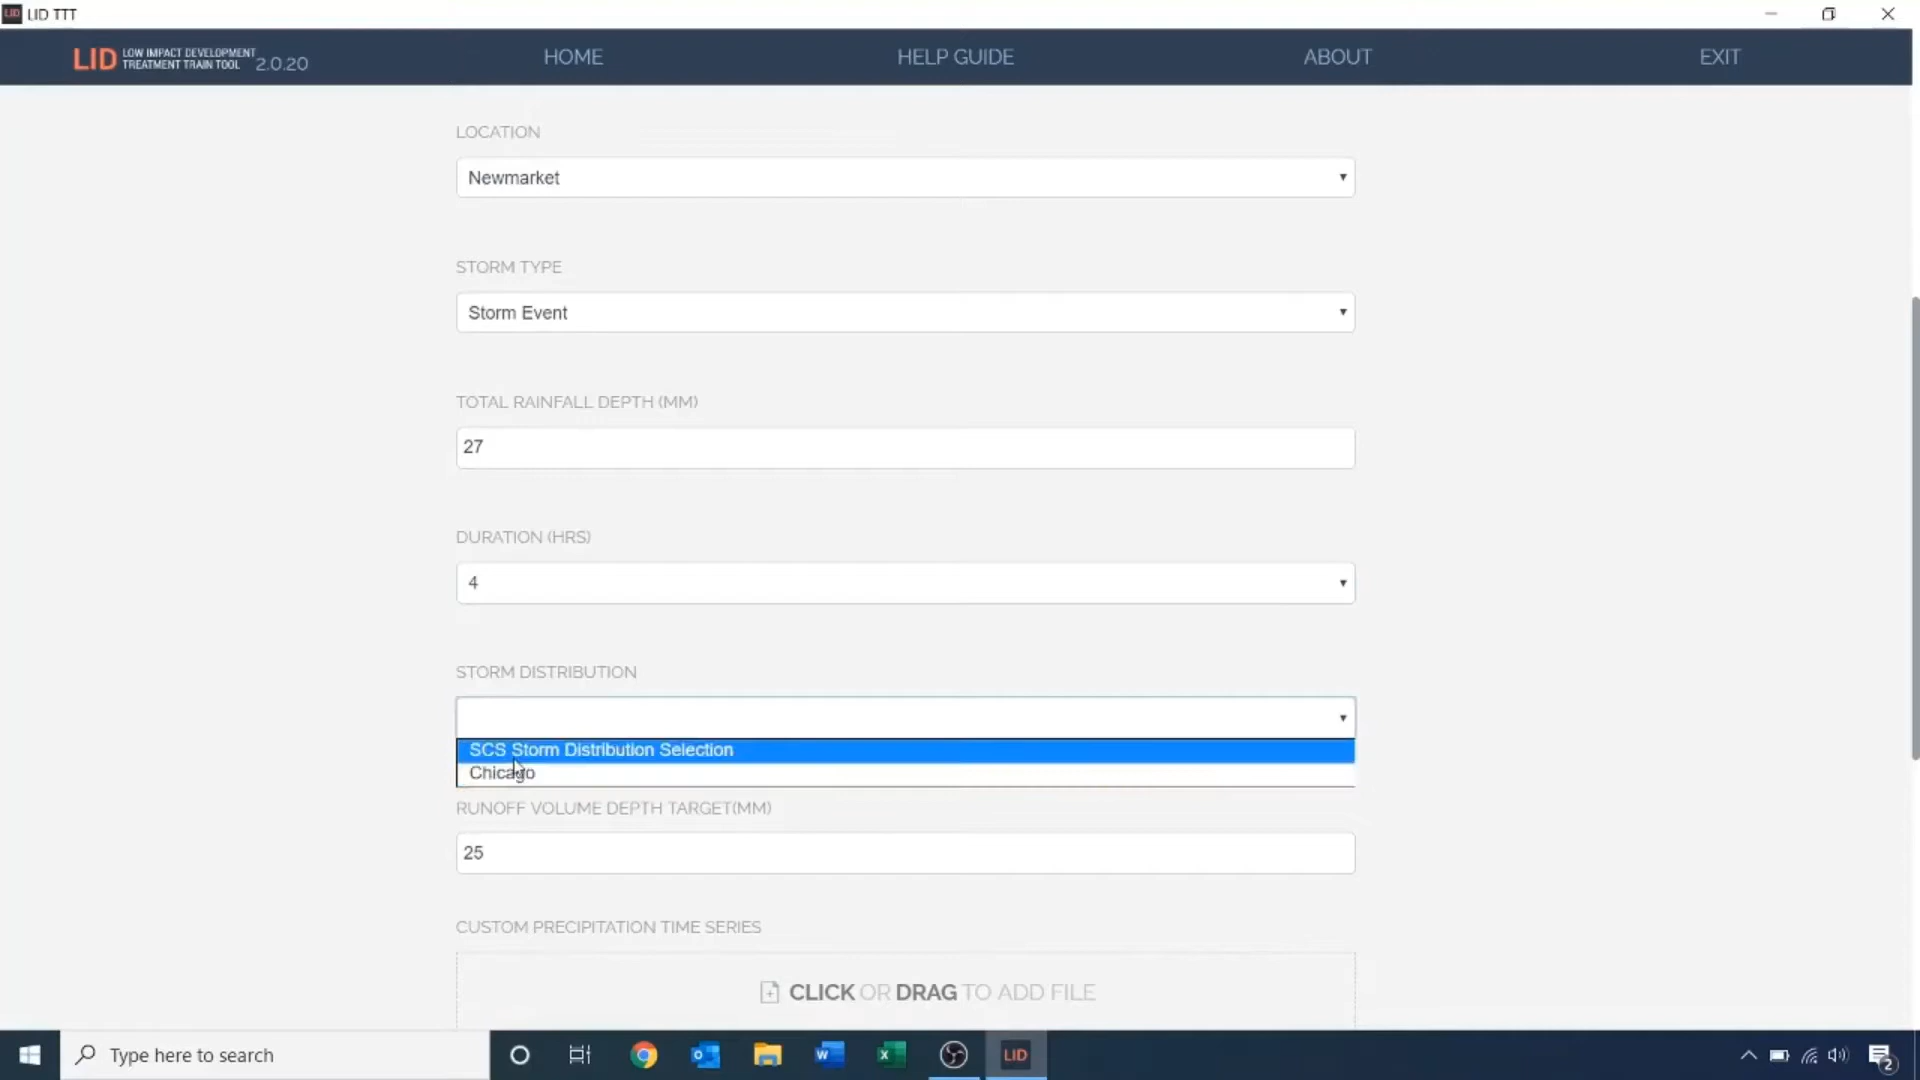 LID TTT
LID LOW IMPACT DEVELOPMENT
TREATMENT TRAIN TOOL 2.0.20
HOME
HELP GUIDE
ABOUT
EXIT
LOCATION
Newmarket
STORM TYPE
Storm Event
TOTAL RAINFALL DEPTH (MM)
27
DURATION (HRS)
4
STORM DISTRIBUTION
SCS Storm Distribution Selection
Chicago
RUNOFF VOLUME DEPTH TARGET(MM)
25
CUSTOM PRECIPITATION TIME SERIES
CLICK OR DRAG TO ADD FILE
Type here to search
LID
2